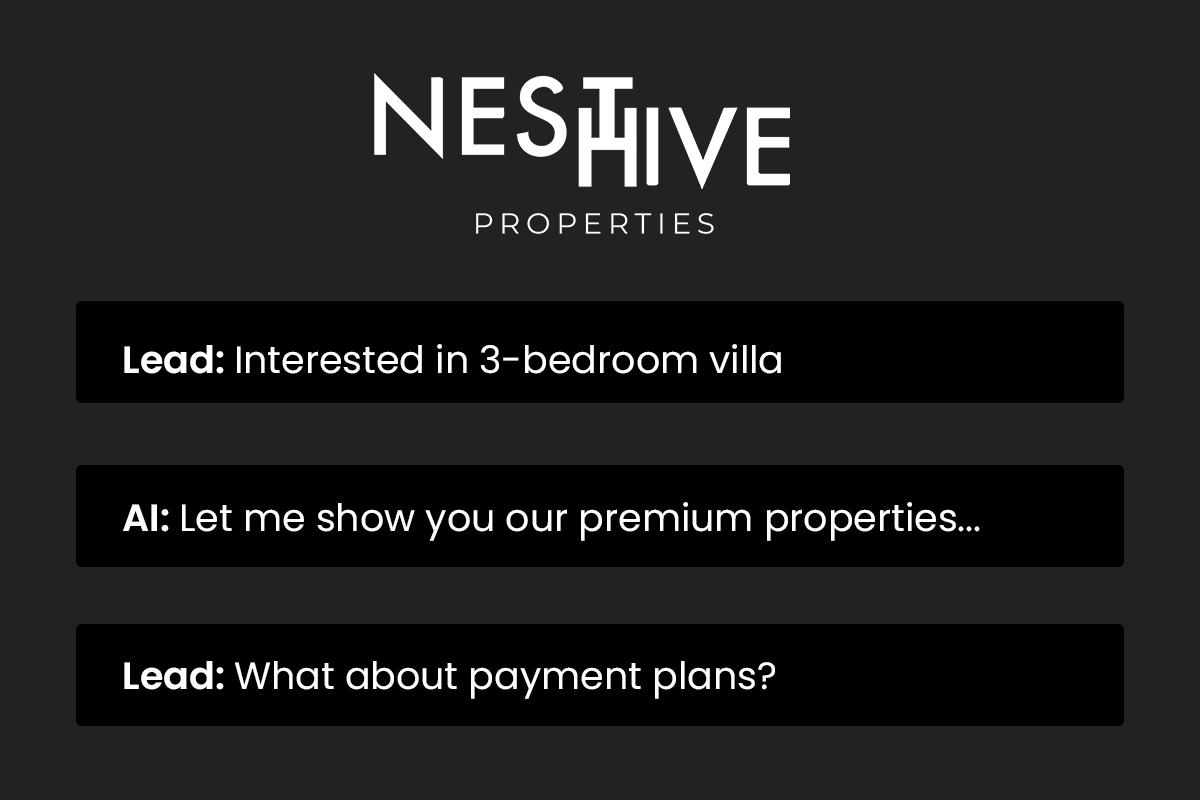 NESTHIVE
PROPERTIES
Lead: Interested in 3-bedroom villa
AI: Let me show you our premium properties...
Lead: What about payment plans?